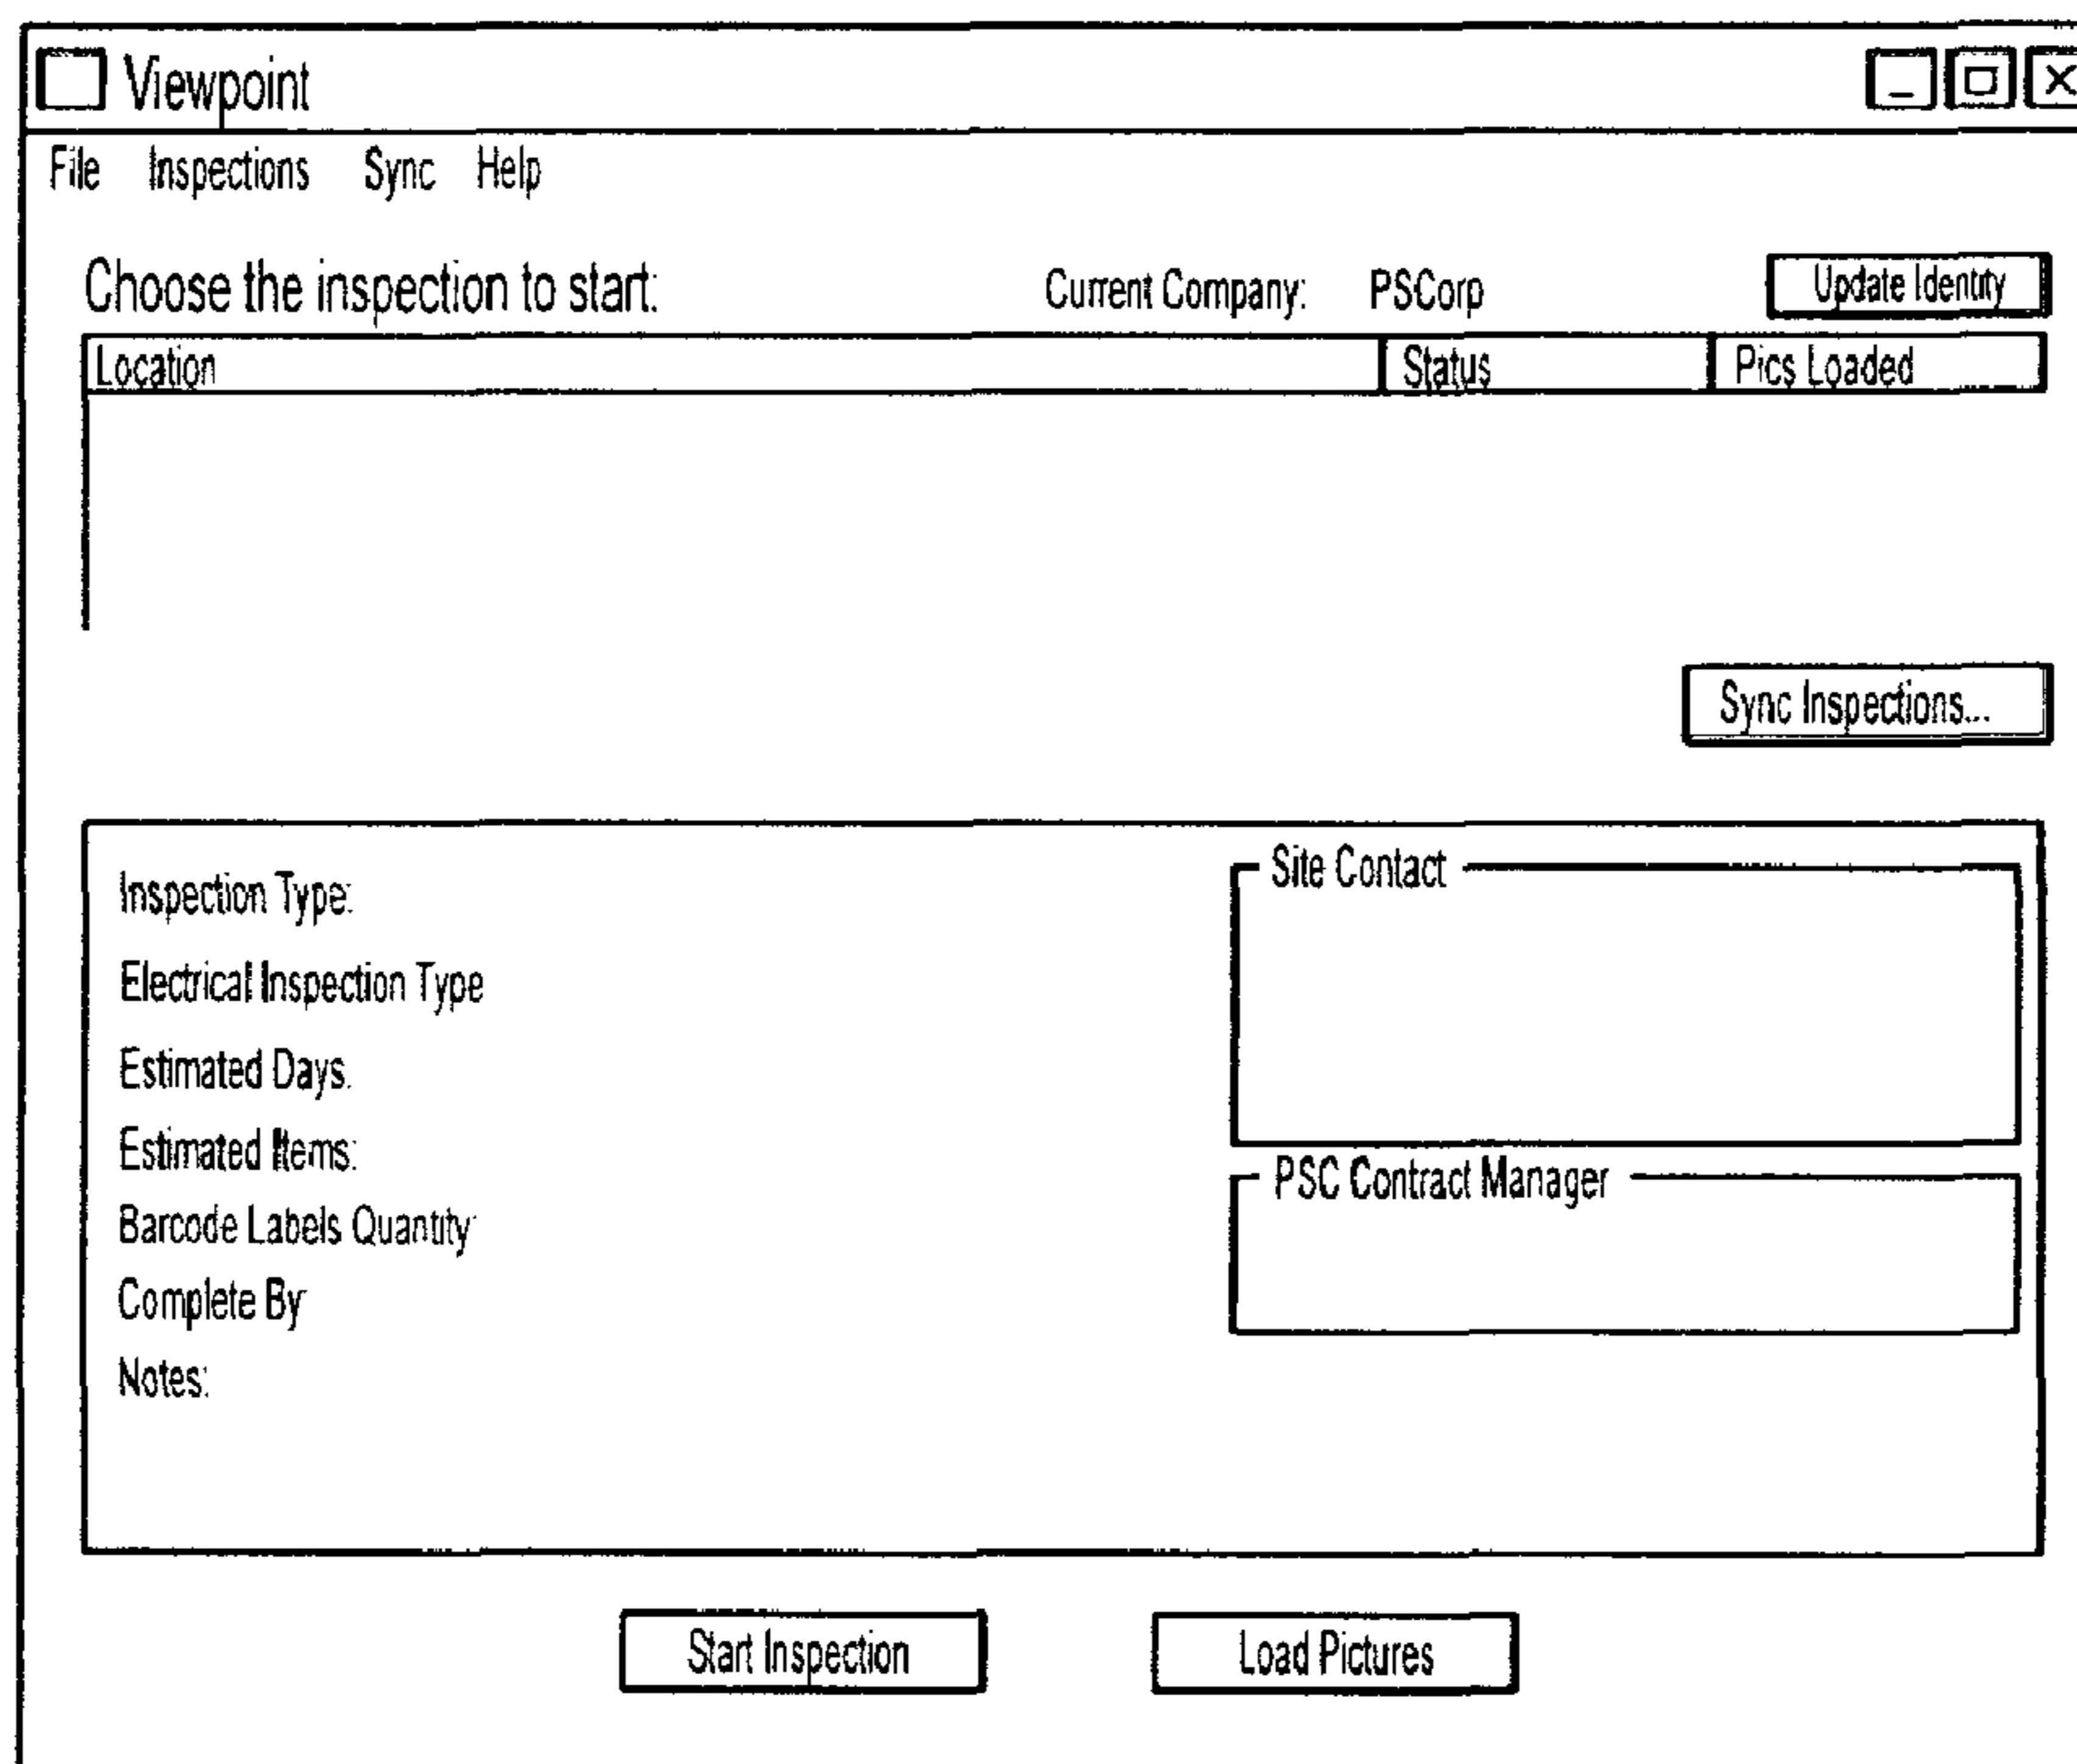 Viewpoint
File Inspections Sync Help
Choose the inspection to start: Current Company: PSCorp Update Identity
Location Status Pics Loaded
Sync Inspections...
Site Contact
Inspection Type:
Electrical Inspection Type
Estimated Days.
Estimated Items:
PSC Contract Manager
Barcode Labels Quantity:
Complete By
Notes:
Start Inspection Load Pictures